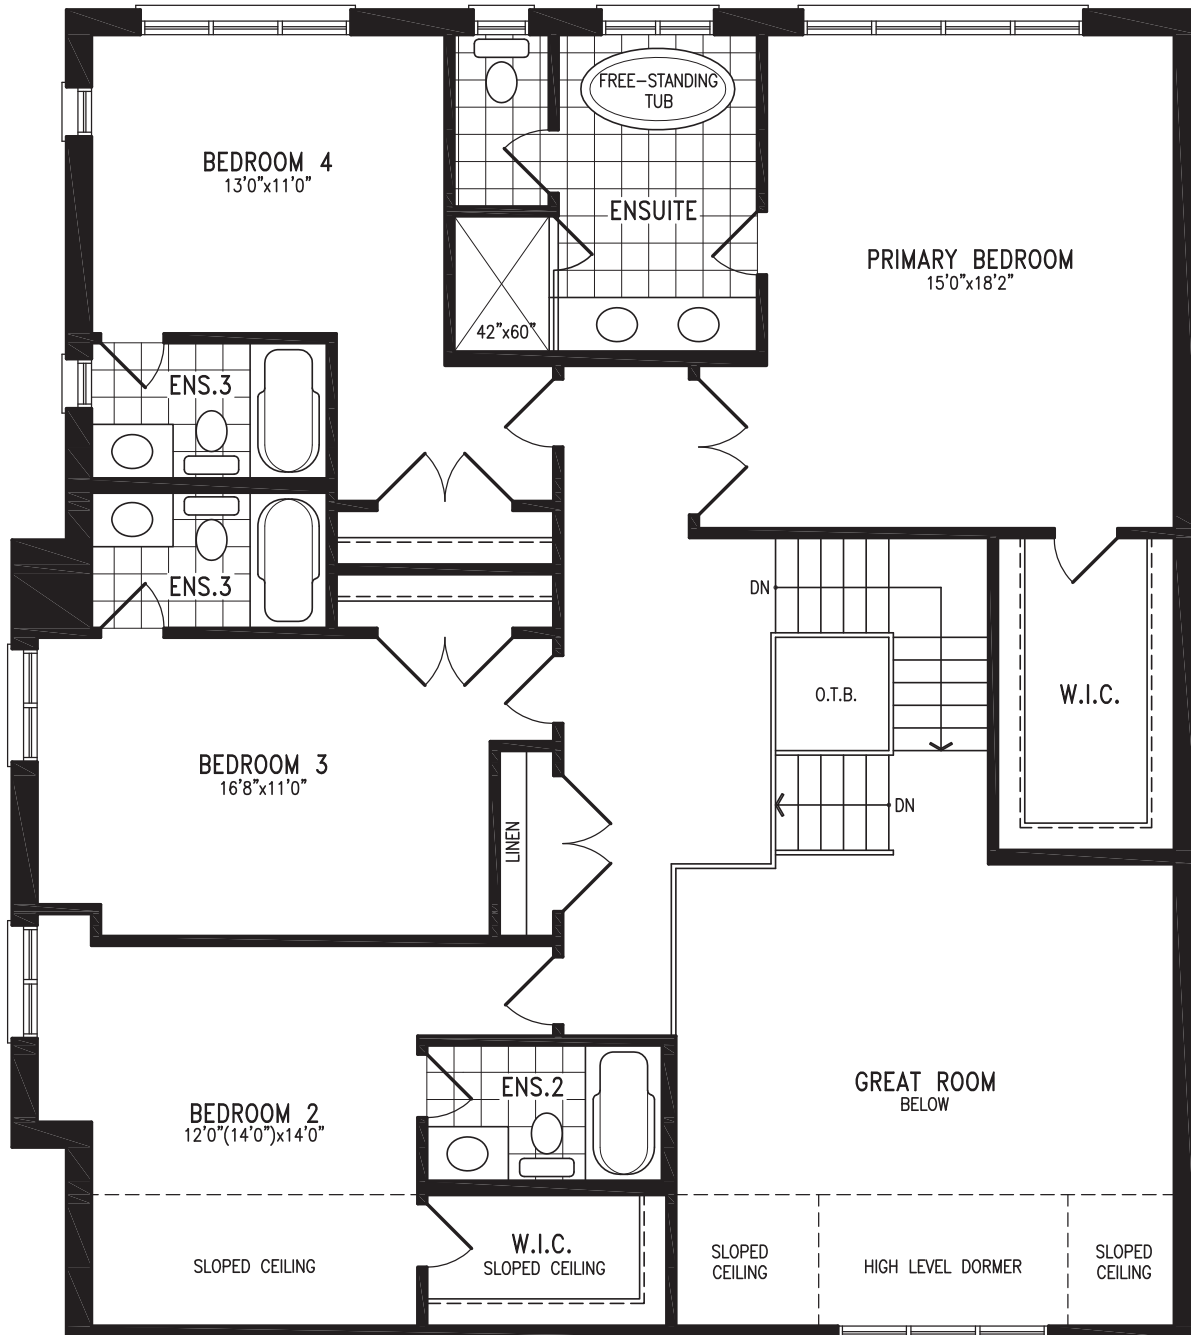 FREE-STANDING
TUB
BEDROOM 4
13'0"x11'0"
ENSUITE
PRIMARY BEDROOM
15'0"x18'2"
42"x60"
ENS.3
ENS.3
DN
O.T.B.
W.I.C.
BEDROOM 3
16'8"x11'0"
DN
LINEN
GREAT ROOM
BELOW
ENS.2
BEDROOM 2
12'0"(14'0")x14'0"
W.I.C.
SLOPED CEILING
SLOPED CEILING
SLOPED
CEILING
HIGH LEVEL DORMER
SLOPED
CEILING